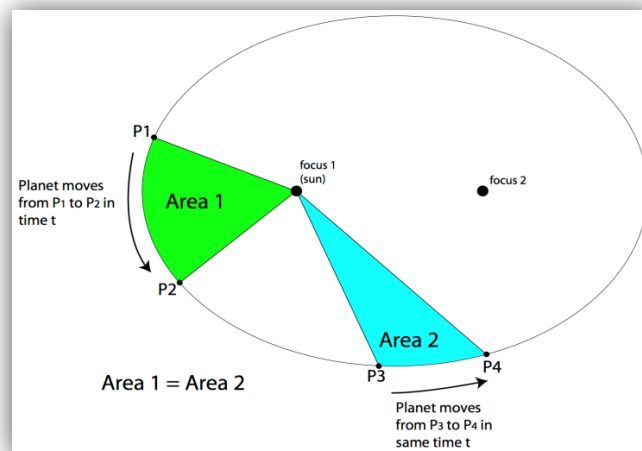 P1
focus 1
(sun)
focus 2
Planet moves
from P1 to P2 in
time t
Area 1
P2
Area 2
P3
P4
Area 1 = Area 2
Planet moves
from P3 to P4 in
same time t